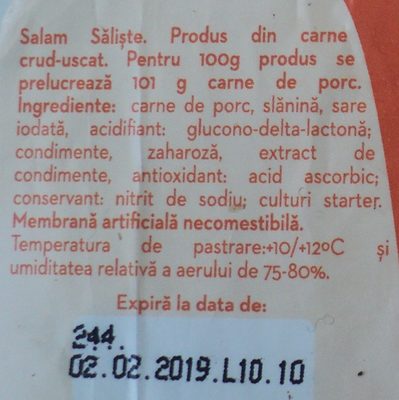 Salam Săliște. Produs din carne
crud-uscat. Pentru 100g produs se
prelucrează 101 g carne de porc.
Ingrediente: carne de porc, slănină, sare
iodată, acidifiant: glucono-delta-lactonă;
condimente, zaharoză, extract de
condimente, antioxidant: acid ascorbic;
conservant: nitrit de sodiu; culturi starter.
Membrană artificială necomestibilă.
Temperatura de pastrare:+10/+12ºC și
umiditatea relativă a aerului de 75-80%.
Expiră la data de:
244.
02.02.2019.L10.10